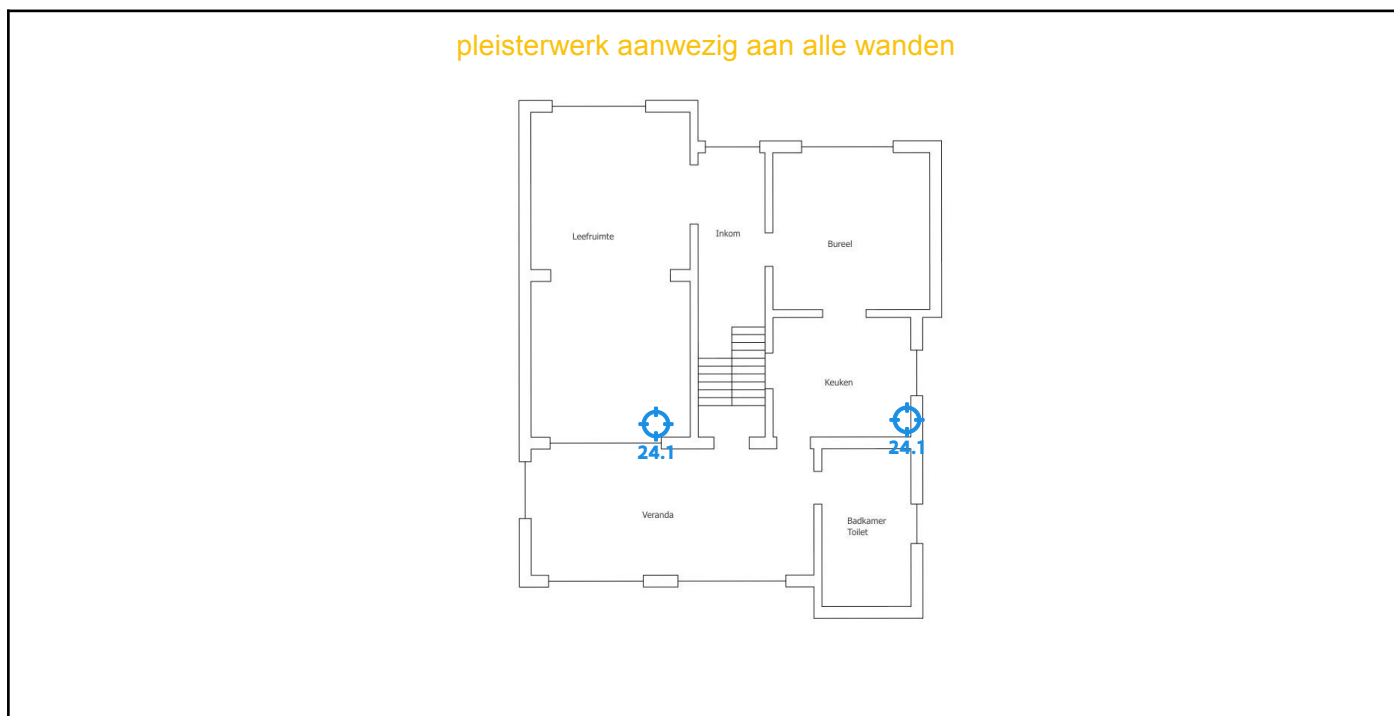 pleisterwerk aanwezig aan alle wanden
Leefruimte
Inkom
Bureel
Keuken
24.1
24.1
Veranda
Badkamer
Toilet